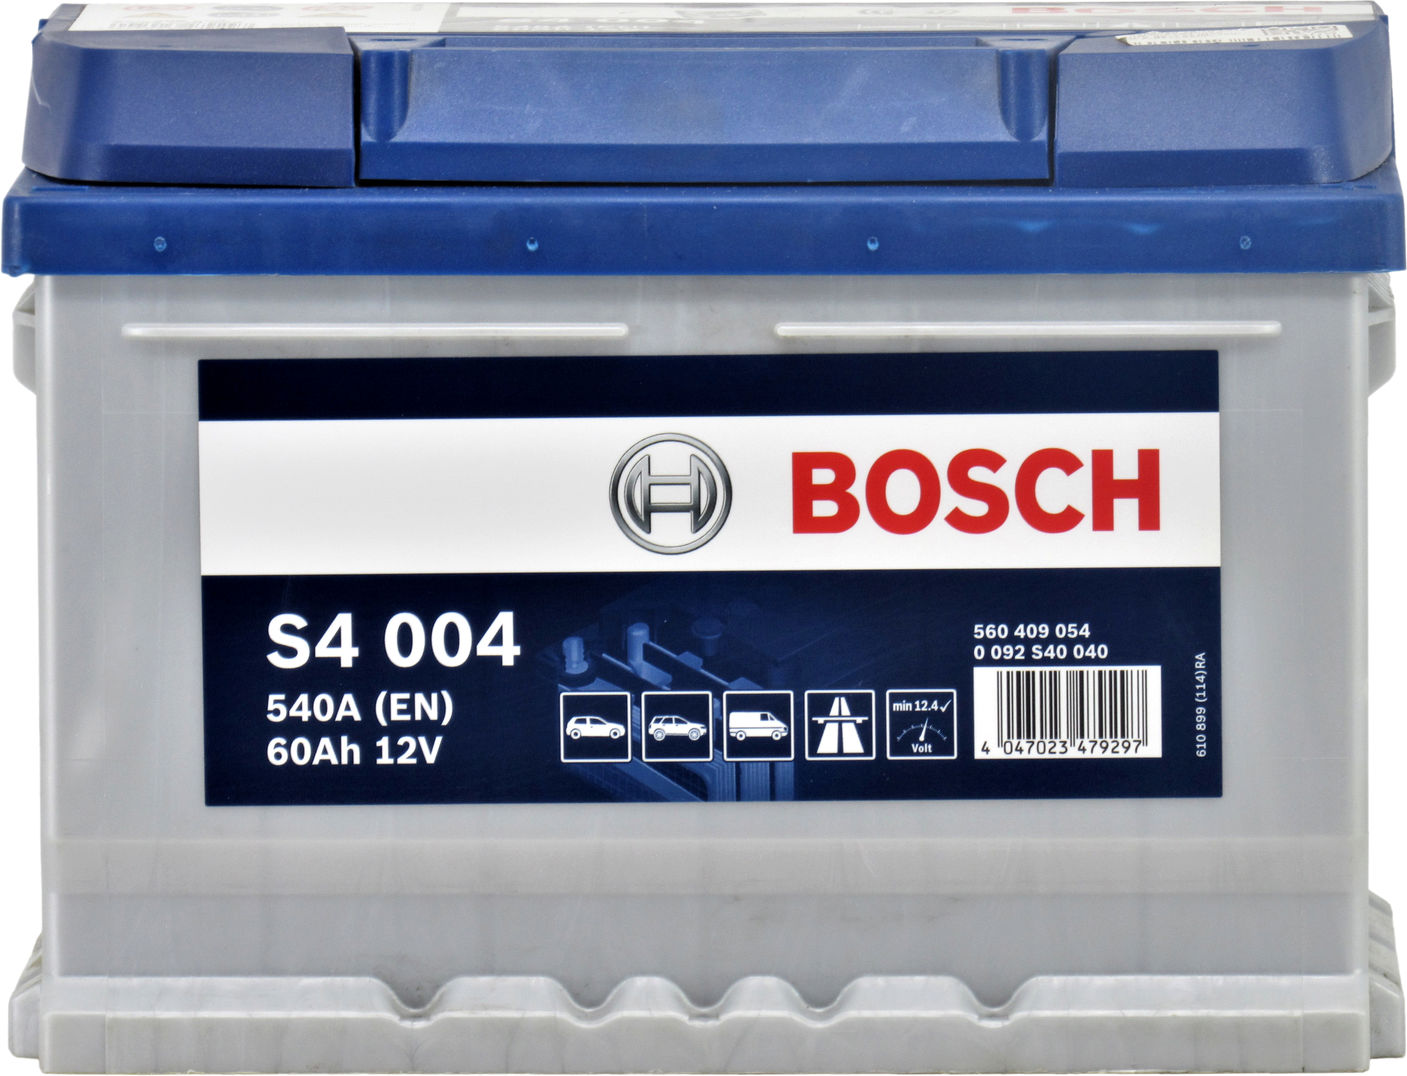 BOSCH
BOSCH
S4 004
540A (EN)
60Ah 12V
min 12.4
Volt
560 409 054
0 092 S40 040
4 047023 479297
610 899 (114)RA